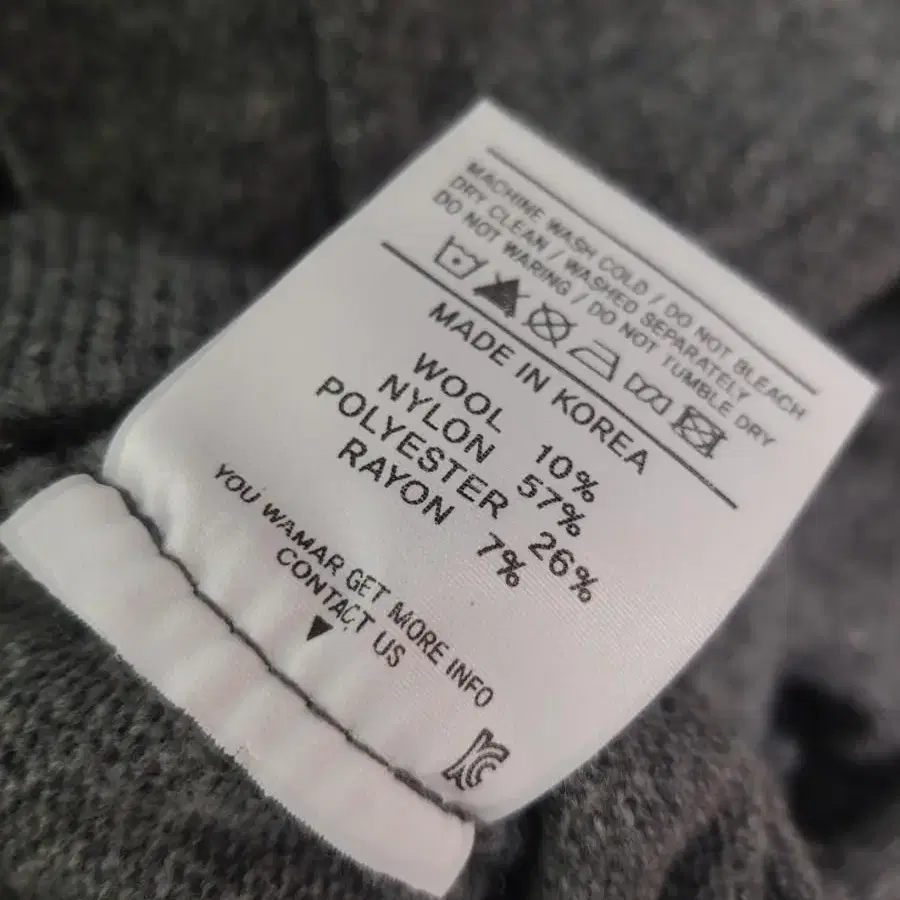 MACHINE WASH COLD / DO NOT BLEACH
DRY CLEAN / WASHED SEPARATELY
DO NOT WARING / DO NOT TUMBLE DRY
MADE IN KOREA
WOOL 10%
NYLON 57%
POLYESTER 26%
RAYON 7%
YOU WAMAR GET MORE INFO
CONTACT US